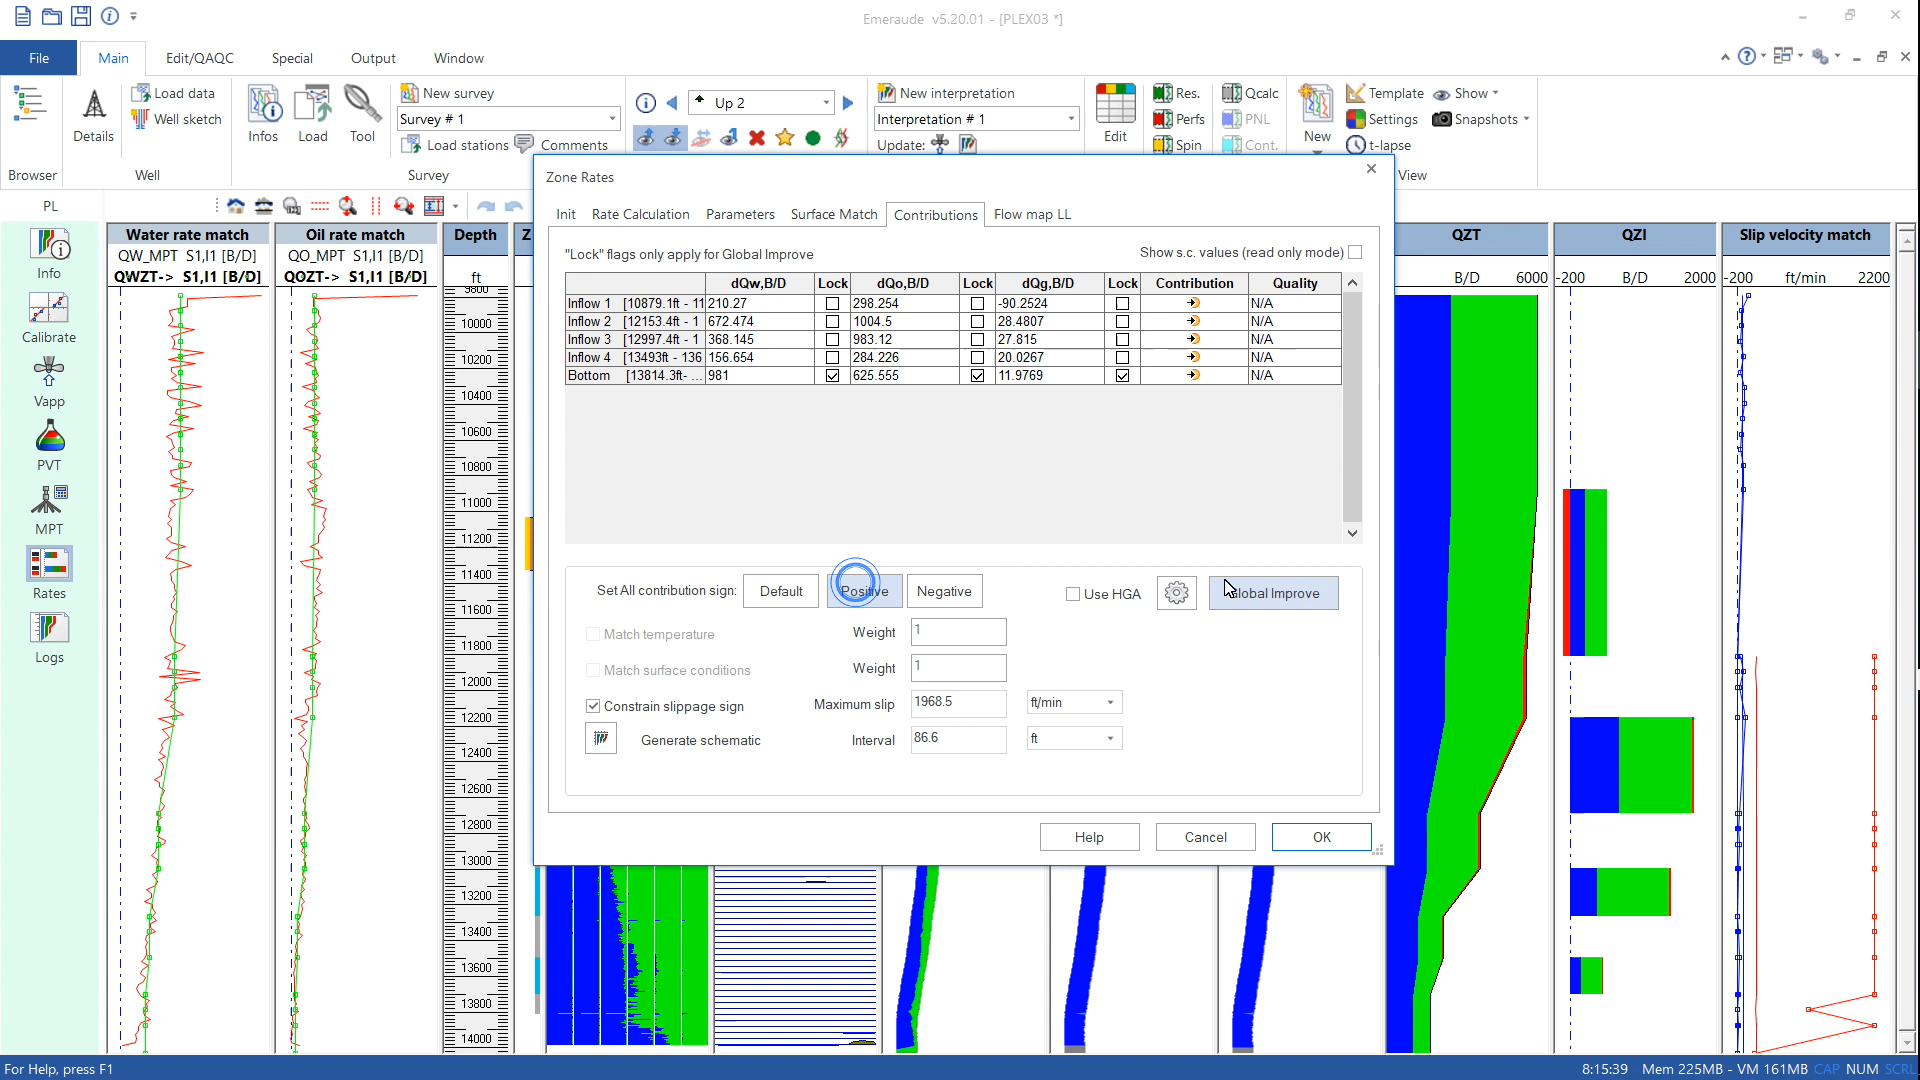 Emeraude v5.20.01 - [PLEX03 *]
File
Main
Edit/QAQC
Special
Output
Window
Browser
Details
Load data
Well sketch
Well
Infos
Load
Tool
New survey
Survey # 1
Load stations
Comments
Survey
Up 2
New interpretation
Interpretation # 1
Update:
Edit
Res.
Perfs
Spin
Qcalc
PNL
Cont.
New
Template
Settings
t-lapse
Show
Snapshots
View
PL
Info
Calibrate
Vapp
PVT
MPT
Rates
Logs
Water rate match
QW_MPT S1,I1 [B/D]
QWZT-> S1,I1 [B/D]
Oil rate match
QO_MPT S1,I1 [B/D]
QOZT-> S1,I1 [B/D]
Depth
ft
9800
10000
10200
10400
10600
10800
11000
11200
11400
11600
11800
12000
12200
12400
12600
12800
13000
13200
13400
13600
13800
14000
Z
QZT
B/D 6000
QZI
-200 B/D 2000
Slip velocity match
-200 ft/min 2200
Zone Rates
Init
Rate Calculation
Parameters
Surface Match
Contributions
Flow map LL
"Lock" flags only apply for Global Improve
Show s.c. values (read only mode)
dQw,B/D Lock dQo,B/D Lock dQg,B/D Lock Contribution Quality
Inflow 1 [10879.1ft - 11 210.27 298.254 -90.2524 N/A
Inflow 2 [12153.4ft - 1 672.474 1004.5 28.4807 N/A
Inflow 3 [12997.4ft - 1 368.145 983.12 27.815 N/A
Inflow 4 [13493ft - 136 156.654 284.226 20.0267 N/A
Bottom [13814.3ft- ... 981 625.555 11.9769 N/A
Set All contribution sign:
Default
Positive
Negative
Use HGA
Global Improve
Match temperature
Weight
1
Match surface conditions
Weight
1
Constrain slippage sign
Maximum slip
1968.5
ft/min
Generate schematic
Interval
86.6
ft
Help
Cancel
OK
For Help, press F1
8:15:39 Mem 225MB - VM 161MB CAP NUM SCRL